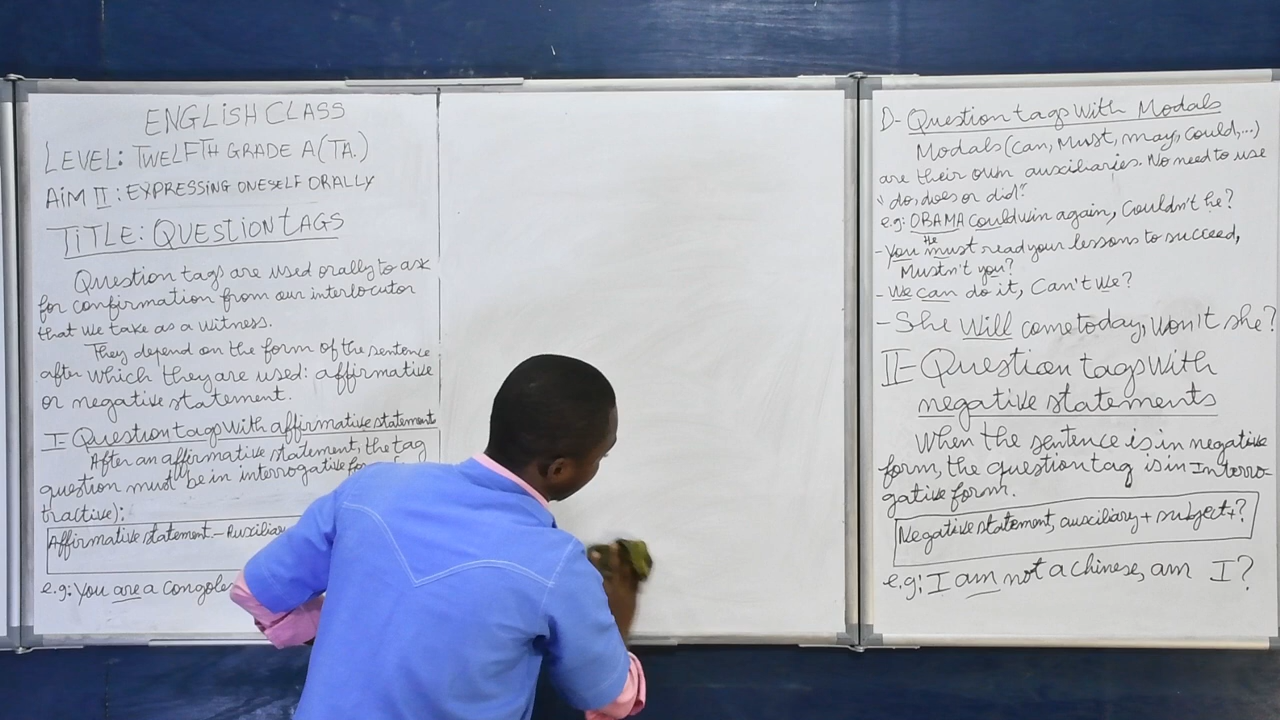 ENGLISH CLASS
LEVEL: TWELFTH GRADE A (TA.)
AIM II: EXPRESSING ONESELF ORALLY
TITLE: QUESTION TAGS
Question tags are used orally to ask
for confirmation from our interlocutor
that we take as a witness.
They depend on the form of the sentence
after which they are used: affirmative
or negative statement.
I- Question tags with affirmative statements
After an affirmative statement, the tag
question must be in interrogative
tractive):
Affirmative statement - Auxiliary
e.g: You are a
D- Question tags With Modals
Modals (can, Must, may, could, ...)
are their own auxiliaries. No need to use
"do, does or did".
e.g: OBAMA could win again, Couldn't he?
He
- You must read your lessons to succeed,
Mustn't you?
- We can do it, Can't we?
- She Will come today, Won't she?
II- Question tags With
negative statements
When the sentence is in negative
form, the question tag is in Interro-
gative form.
Negative statement, auxiliary + subject+?
e.g: I am not a chinese, am I?